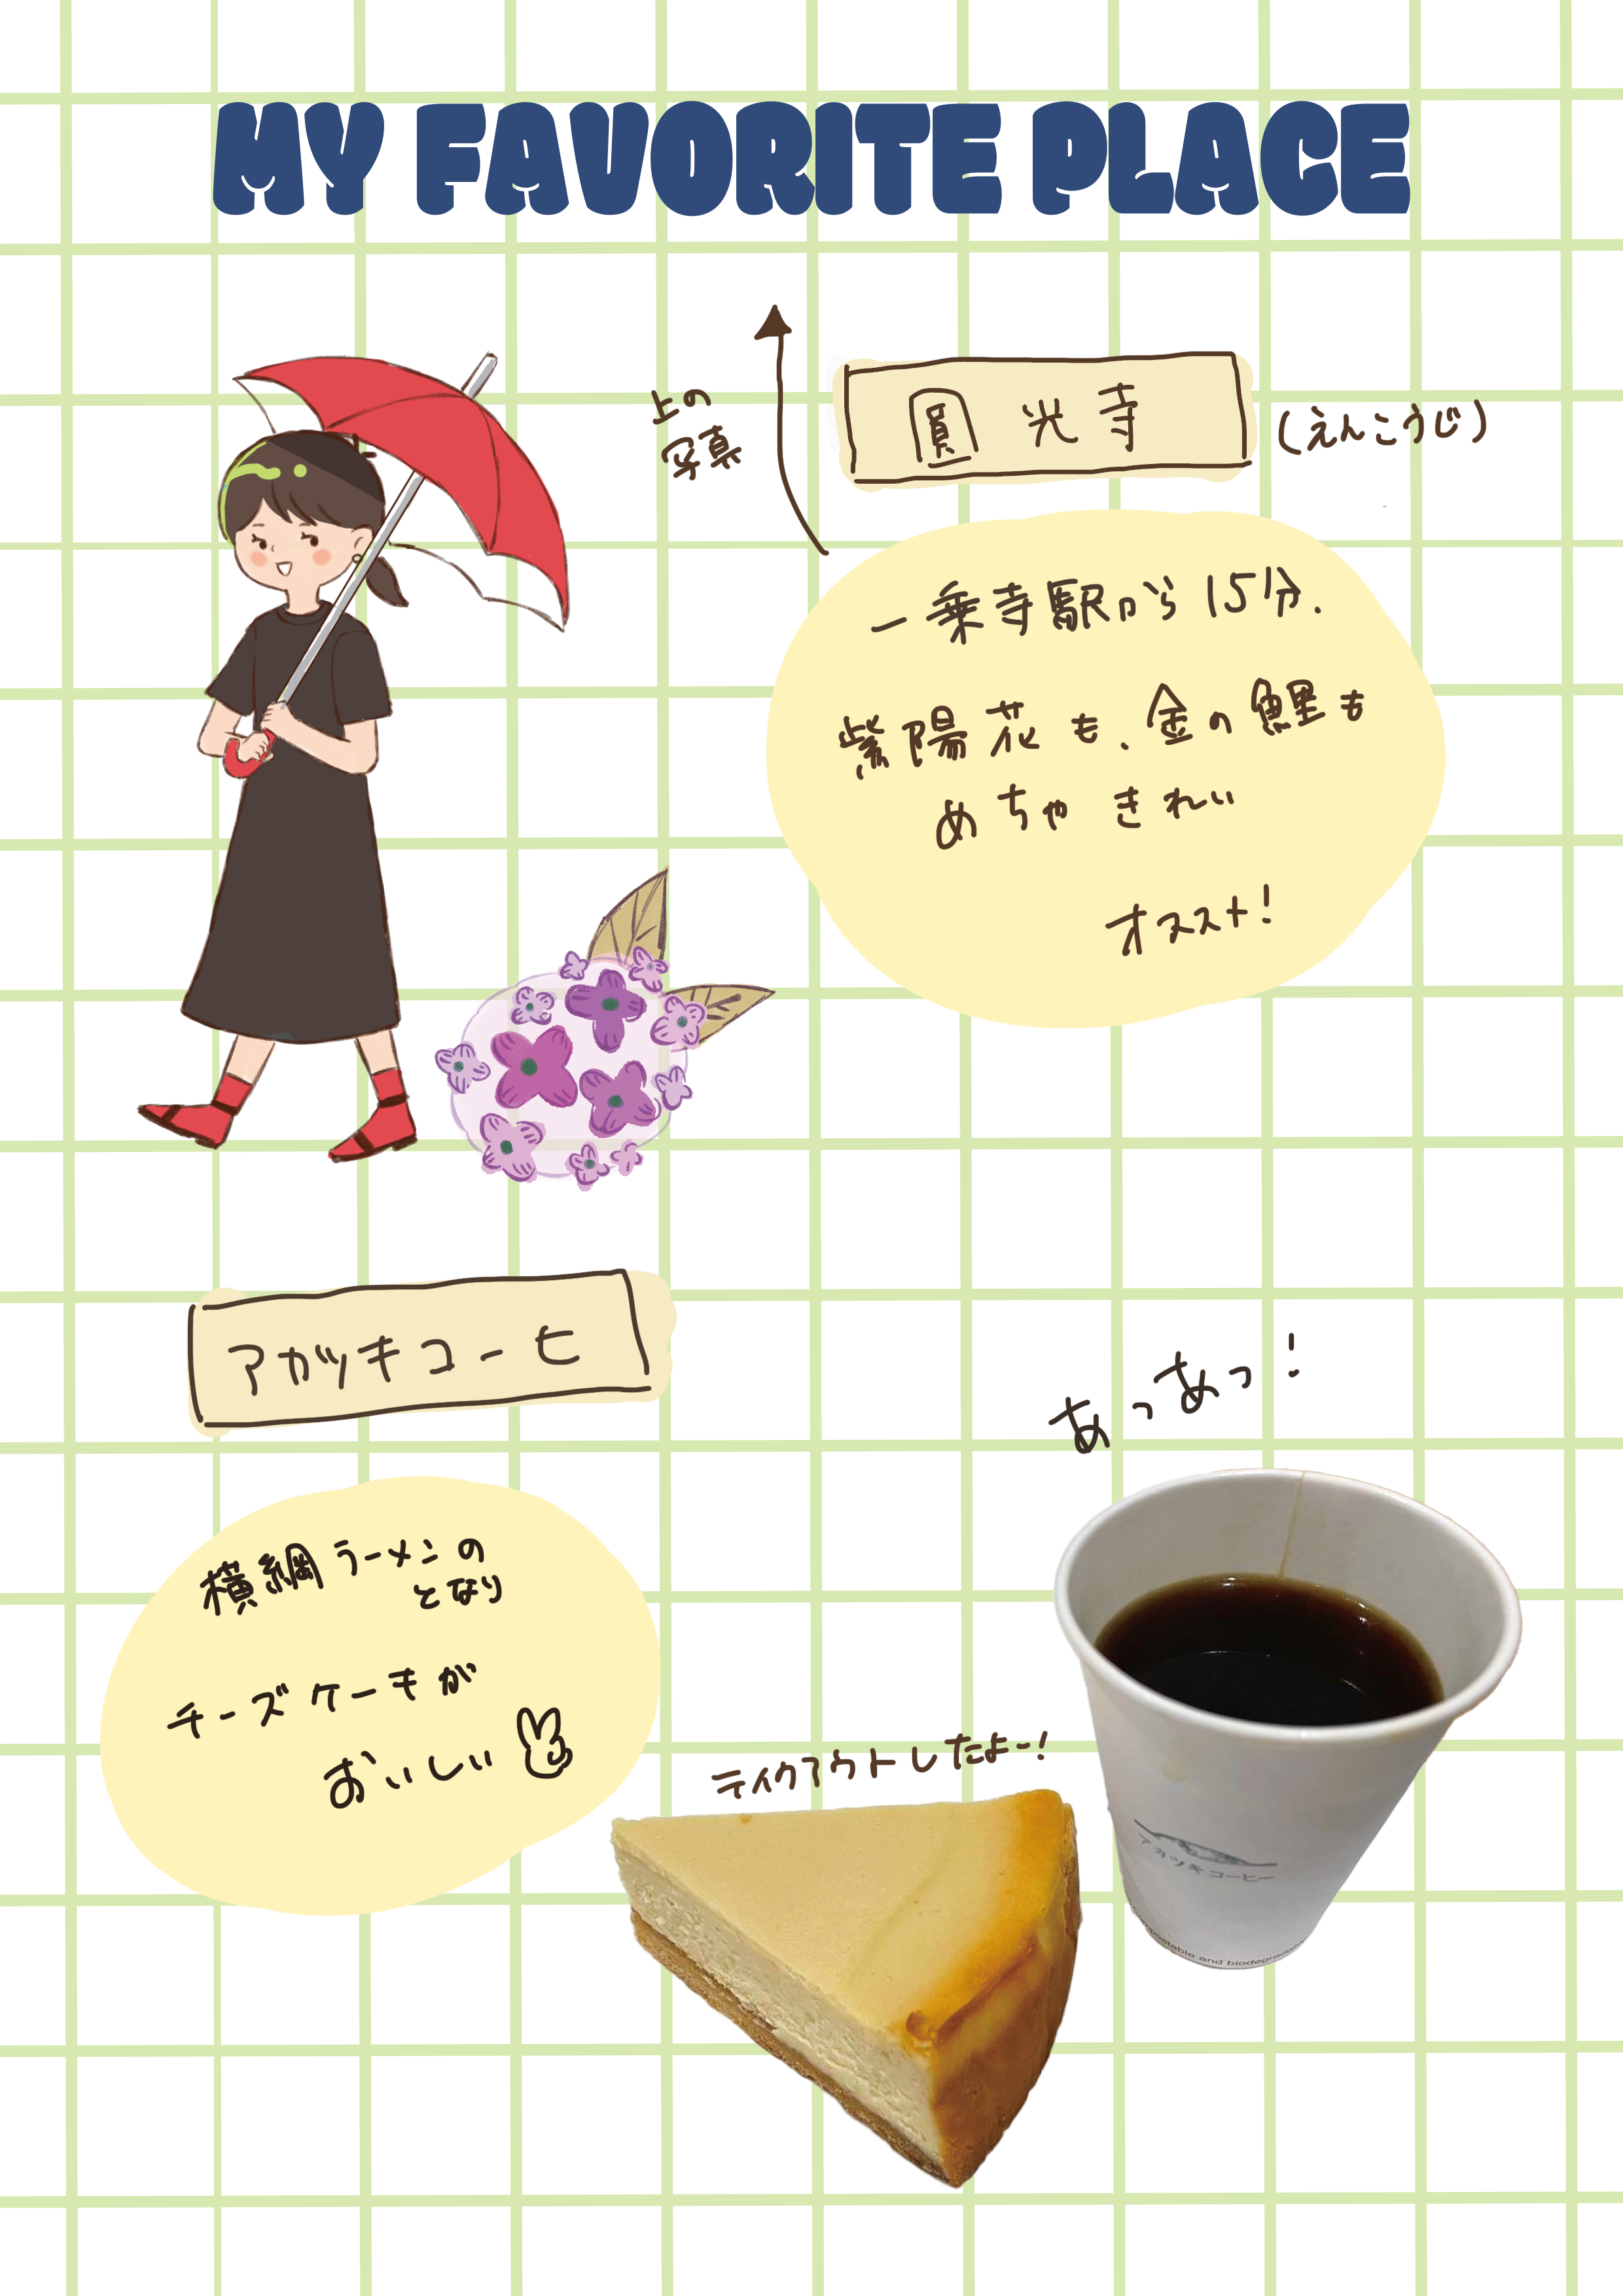 MY FAVORITE PLACE
上の
写真
圓光寺
(えんこうじ)
一乗寺駅から15分.
紫陽花も、金の鯉も
めちゃきれい
オススメ!
アカツキコーヒ
あっあっ!
横綱ラーメンの
となり
チーズケーキが
おいしい
テイクアウトしたよー!
アカツキコーヒー
postable and biodegrada